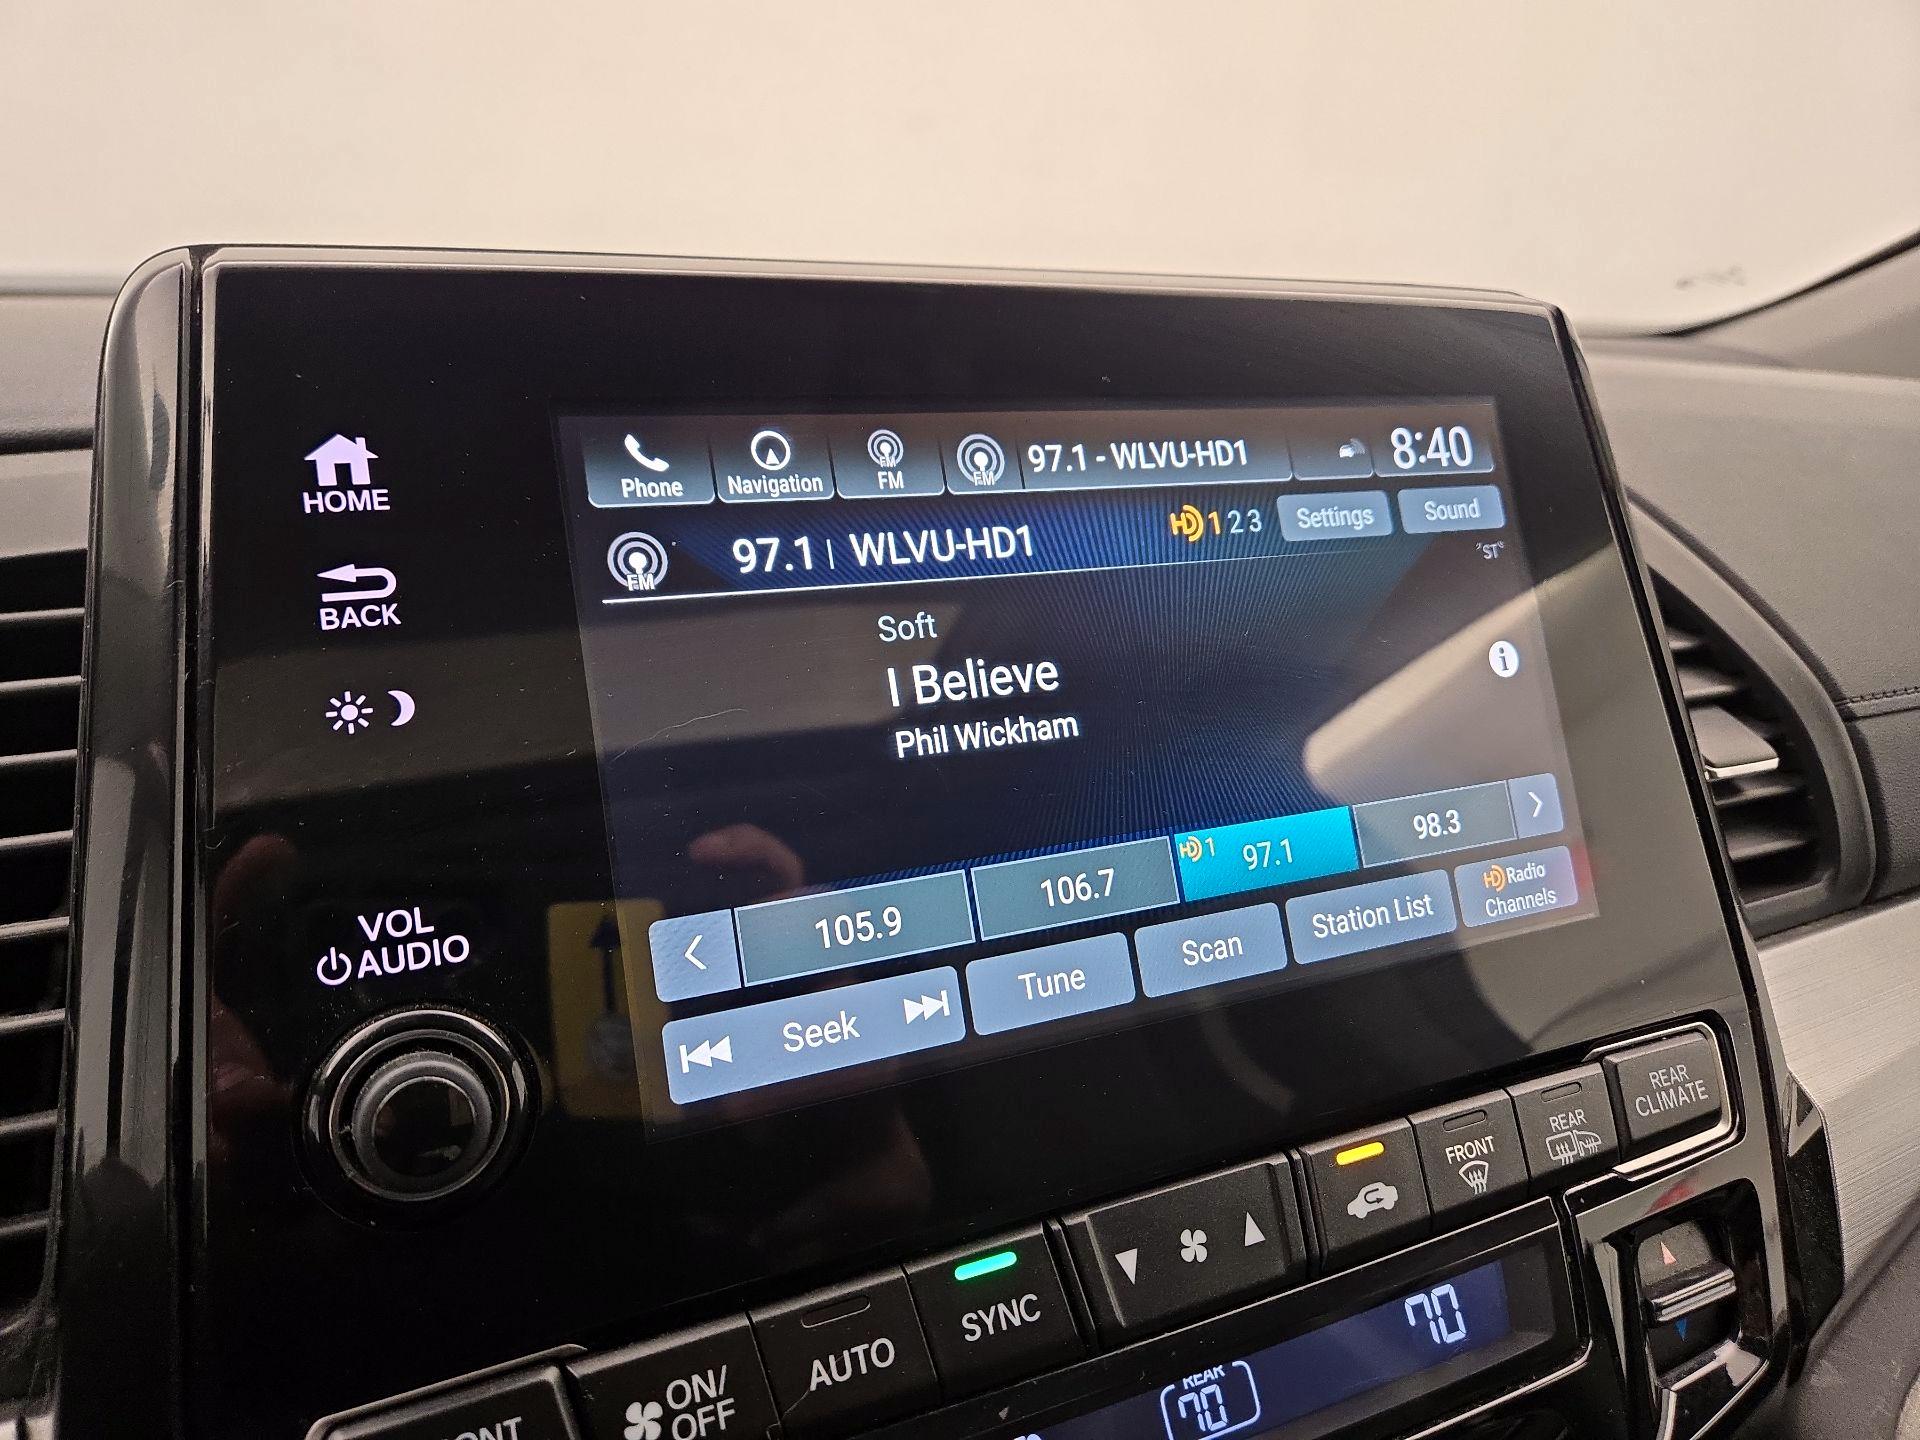 HOME
BACK
VOL
AUDIO
Phone
Navigation
FM
FM
FM
97.1 - WLVU-HD1
8:40
FM
97.1 | WLVU-HD1
HD 1 2 3
Settings
Sound
"ST"
Soft
I Believe
Phil Wickham
i
105.9
106.7
HD 1 97.1
98.3
Seek
Tune
Scan
Station List
HD Radio
Channels
ON/
OFF
AUTO
SYNC
FRONT
REAR
REAR
CLIMATE
70
REAR
70